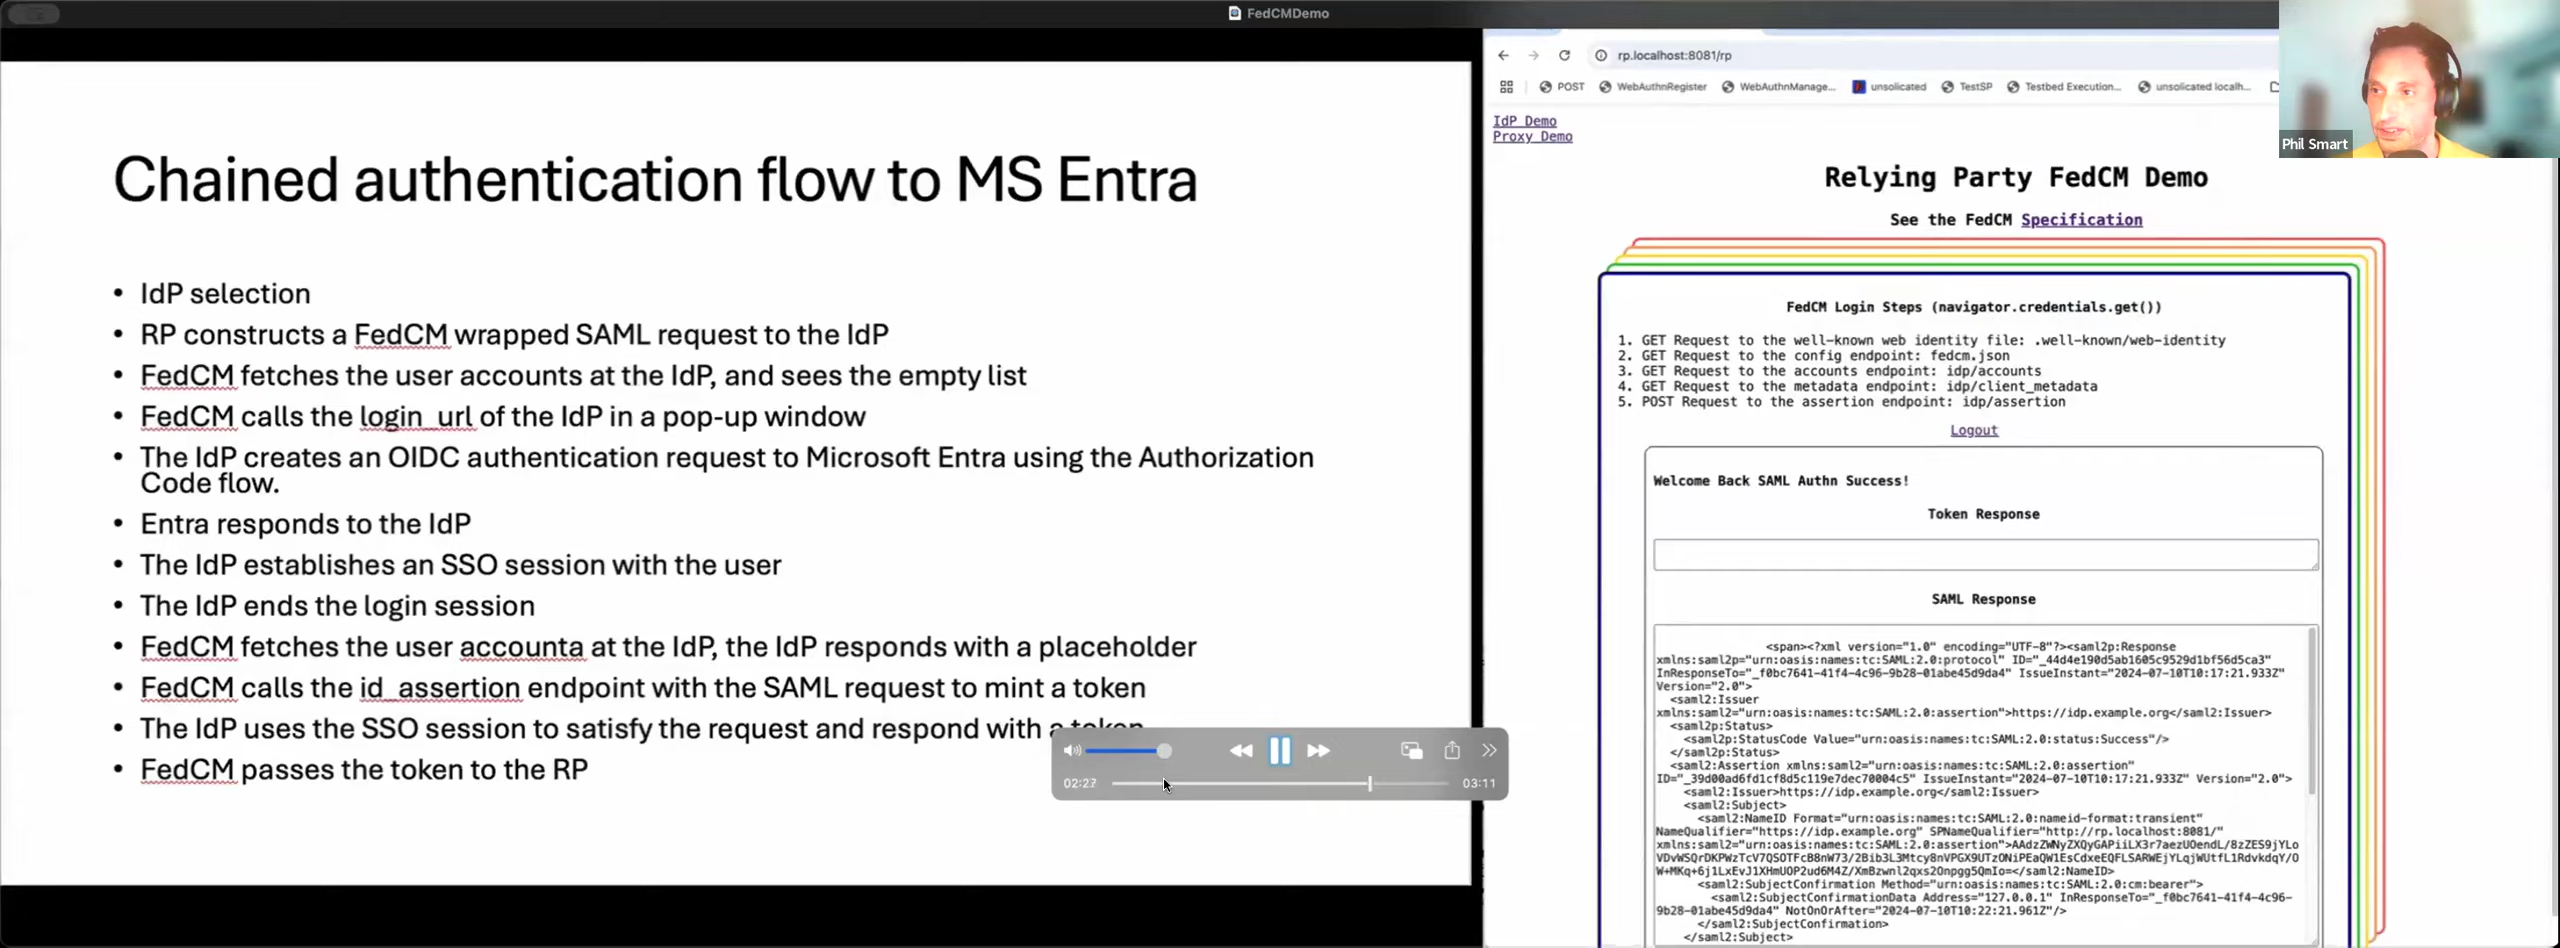 FedCMDemo
Chained authentication flow to MS Entra
• IdP selection
• RP constructs a FedCM wrapped SAML request to the IdP
• FedCM fetches the user accounts at the IdP, and sees the empty list
• FedCM calls the login_url of the IdP in a pop-up window
• The IdP creates an OIDC authentication request to Microsoft Entra using the Authorization
Code flow.
• Entra responds to the IdP
• The IdP establishes an SSO session with the user
• The IdP ends the login session
• FedCM fetches the user accounta at the IdP, the IdP responds with a placeholder
• FedCM calls the id_assertion endpoint with the SAML request to mint a token
• The IdP uses the SSO session to satisfy the request and respond with a token
• FedCM passes the token to the RP
02:27
03:11
rp.localhost:8081/rp
POST WebAuthnRegister WebAuthnManage... unsolicated TestSP Testbed Execution... unsolicated localh...
Phil Smart
IdP Demo
Proxy Demo
Relying Party FedCM Demo
See the FedCM Specification
FedCM Login Steps (navigator.credentials.get())
1. GET Request to the well-known web identity file: .well-known/web-identity
2. GET Request to the config endpoint: fedcm.json
3. GET Request to the accounts endpoint: idp/accounts
4. GET Request to the metadata endpoint: idp/client_metadata
5. POST Request to the assertion endpoint: idp/assertion
Logout
Welcome Back SAML Authn Success!
Token Response
SAML Response
<span><?xml version="1.0" encoding="UTF-8"?><saml2p:Response
xmlns:saml2p="urn:oasis:names:tc:SAML:2.0:protocol" ID="_44d4e190d5ab1605c9529d1bf56d5ca3"
InResponseTo="_f0bc7641-41f4-4c96-9b28-01abe45d9da4" IssueInstant="2024-07-10T10:17:21.933Z"
Version="2.0">
<saml2:Issuer
xmlns:saml2="urn:oasis:names:tc:SAML:2.0:assertion">https://idp.example.org</saml2:Issuer>
<saml2p:Status>
<saml2p:StatusCode Value="urn:oasis:names:tc:SAML:2.0:status:Success"/>
</saml2p:Status>
<saml2:Assertion xmlns:saml2="urn:oasis:names:tc:SAML:2.0:assertion"
ID="_39d00ad6fd1cf8d5c119e7dec70004c5" IssueInstant="2024-07-10T10:17:21.933Z" Version="2.0">
<saml2:Issuer>https://idp.example.org</saml2:Issuer>
<saml2:Subject>
<saml2:NameID Format="urn:oasis:names:tc:SAML:2.0:nameid-format:transient"
NameQualifier="https://idp.example.org" SPNameQualifier="http://rp.localhost:8081/"
xmlns:saml2="urn:oasis:names:tc:SAML:2.0:assertion">
</saml2:NameID>
<saml2:SubjectConfirmation Method="urn:oasis:names:tc:SAML:2.0:cm:bearer">
<saml2:SubjectConfirmationData Address="127.0.0.1" InResponseTo="_f0bc7641-41f4-4c96-
9b28-01abe45d9da4" NotOnOrAfter="2024-07-10T10:22:21.961Z"/>
</saml2:SubjectConfirmation>
</saml2:Subject>